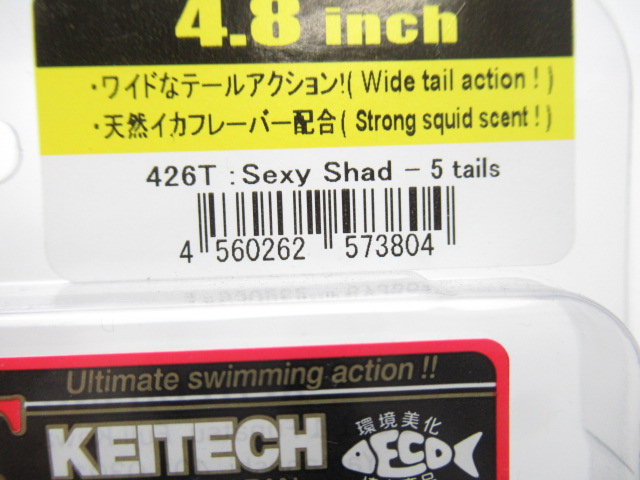 4.8 inch
・ワイドなテールアクション!( Wide tail action ! )
・天然イカフレーバー配合( Strong squid scent ! )
426T : Sexy Shad - 5 tails
4 560262 573804
Ultimate swimming action !!
KEITECH
環境美化
ECO